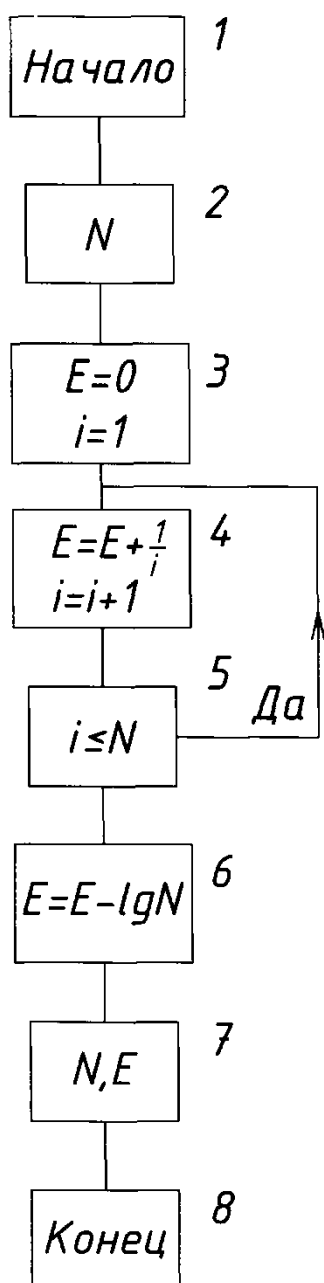 1
Начало
2
N
3
E=0
i=1
4
E=E+1/i
i=i+1
5
Да
i≤N
6
E=E-lgN
7
N,E
8
Конец